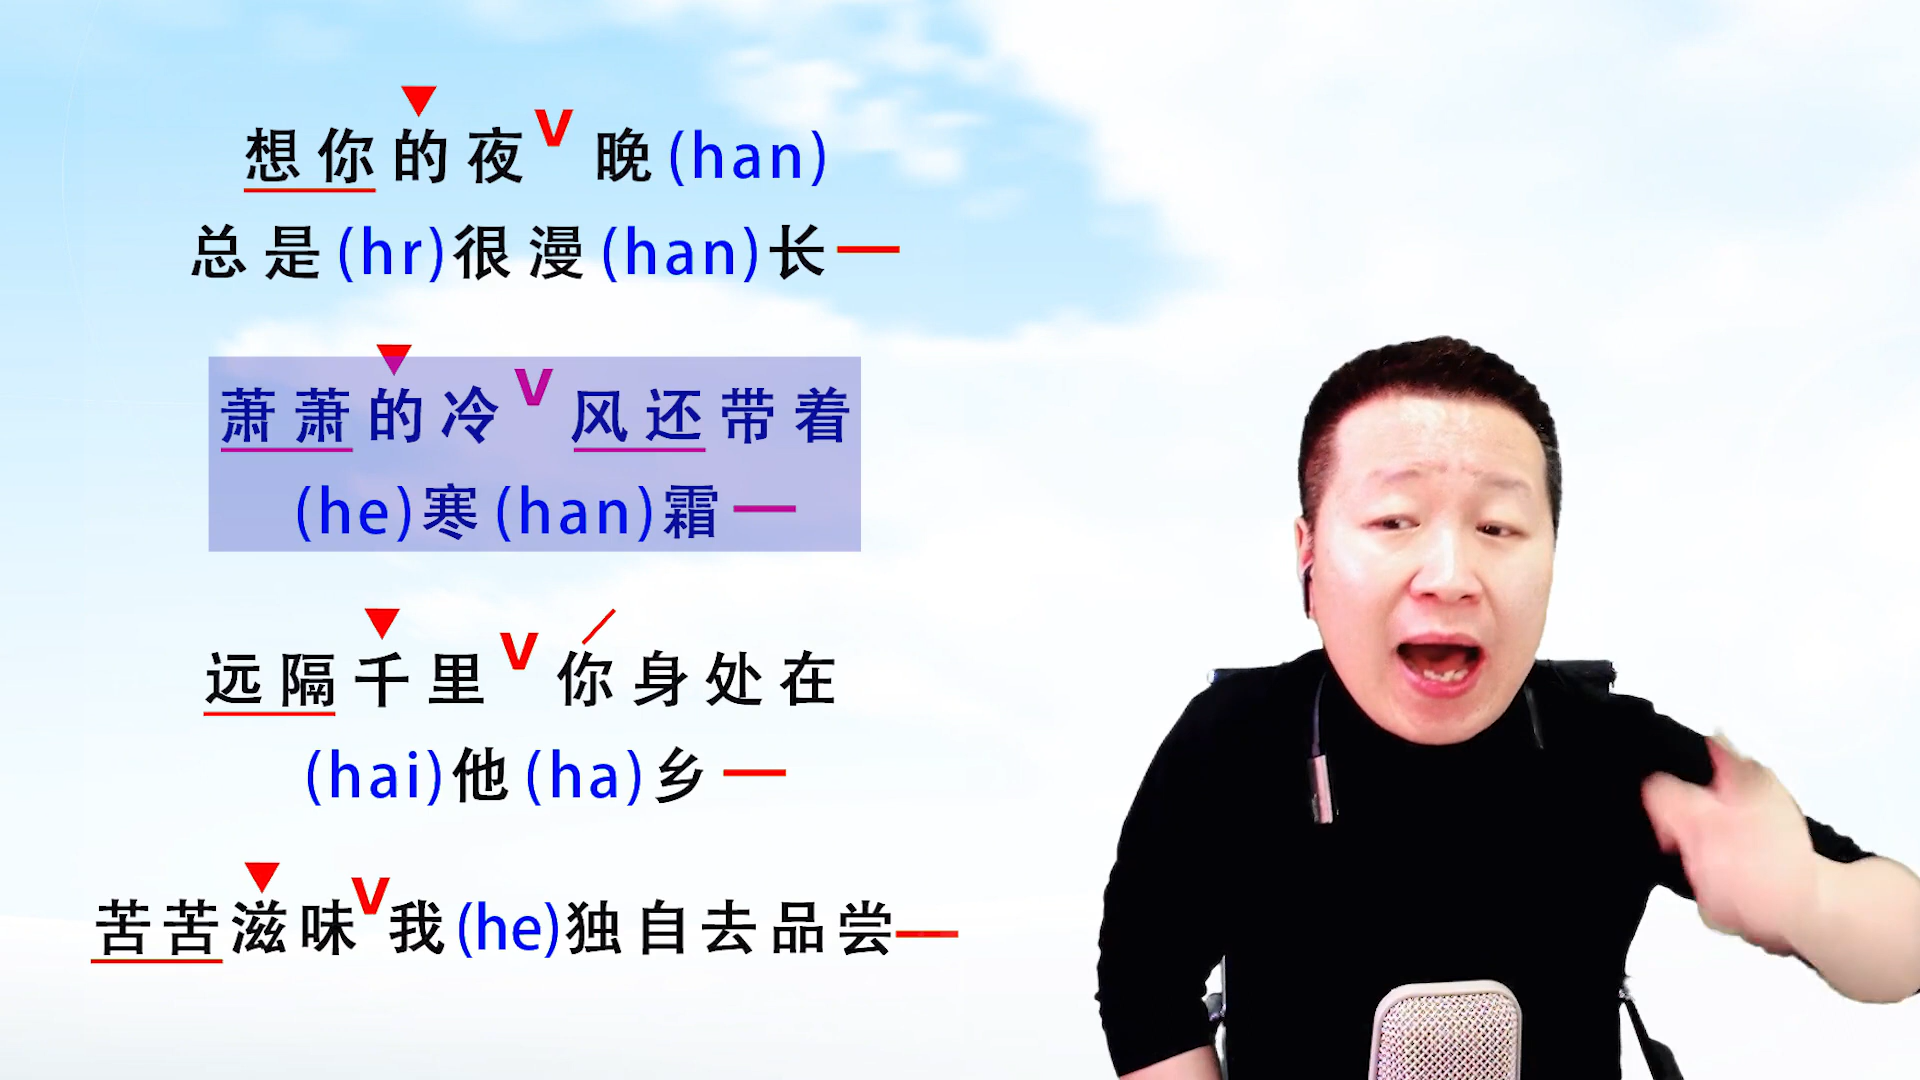 想你的夜V晚(han)
总是(hr)很漫(han)长—
萧萧的冷V风还带着
(he)寒(han)霜—
远隔千里V你身处在
(hai)他(ha)乡—
苦苦滋味V我(he)独自去品尝—